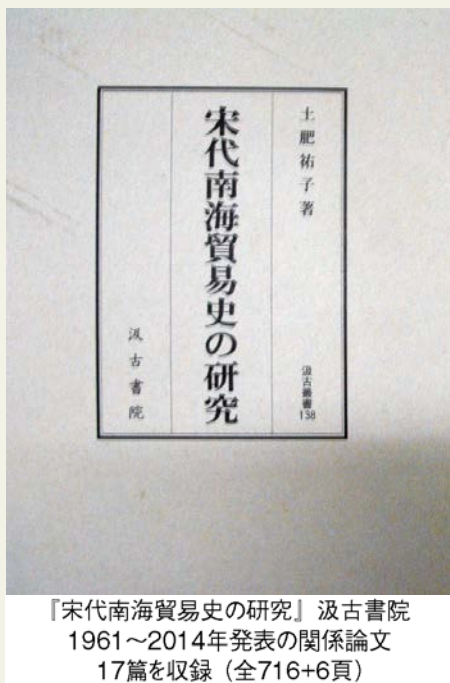 土肥祐子著
宋代南海貿易史の研究
汲古叢書
138
汲古書院
『宋代南海貿易史の研究』汲古書院
1961〜2014年発表の関係論文
17篇を収録（全716+6頁）